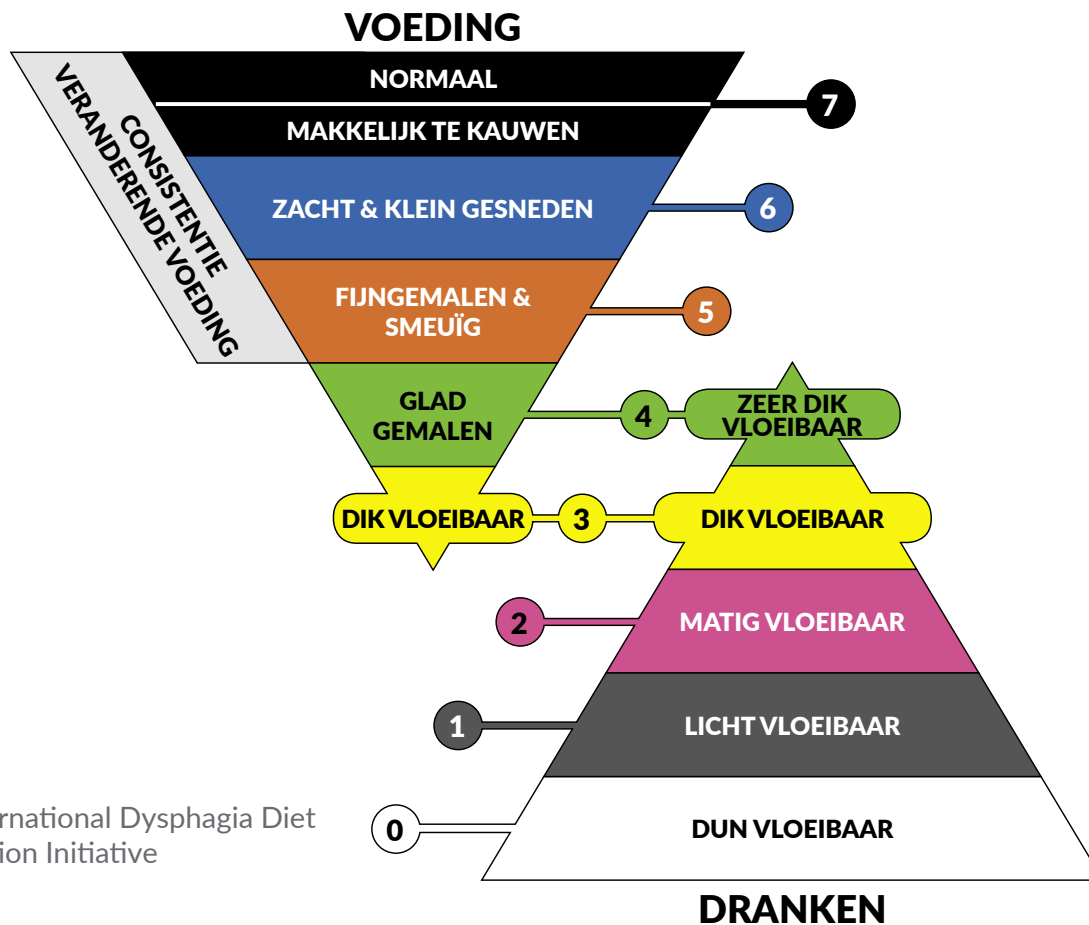 VOEDING
NORMAAL
7
MAKKELIJK TE KAUWEN
CONSISTENTIE
VERANDERENDE VOEDING
ZACHT & KLEIN GESNEDEN
6
FIJNGEMALEN &
SMEUÏG
5
GLAD
GEMALEN
4
ZEER DIK
VLOEIBAAR
DIK VLOEIBAAR
3
DIK VLOEIBAAR
2
MATIG VLOEIBAAR
1
LICHT VLOEIBAAR
rnational Dysphagia Diet
ion Initiative
0
DUN VLOEIBAAR
DRANKEN